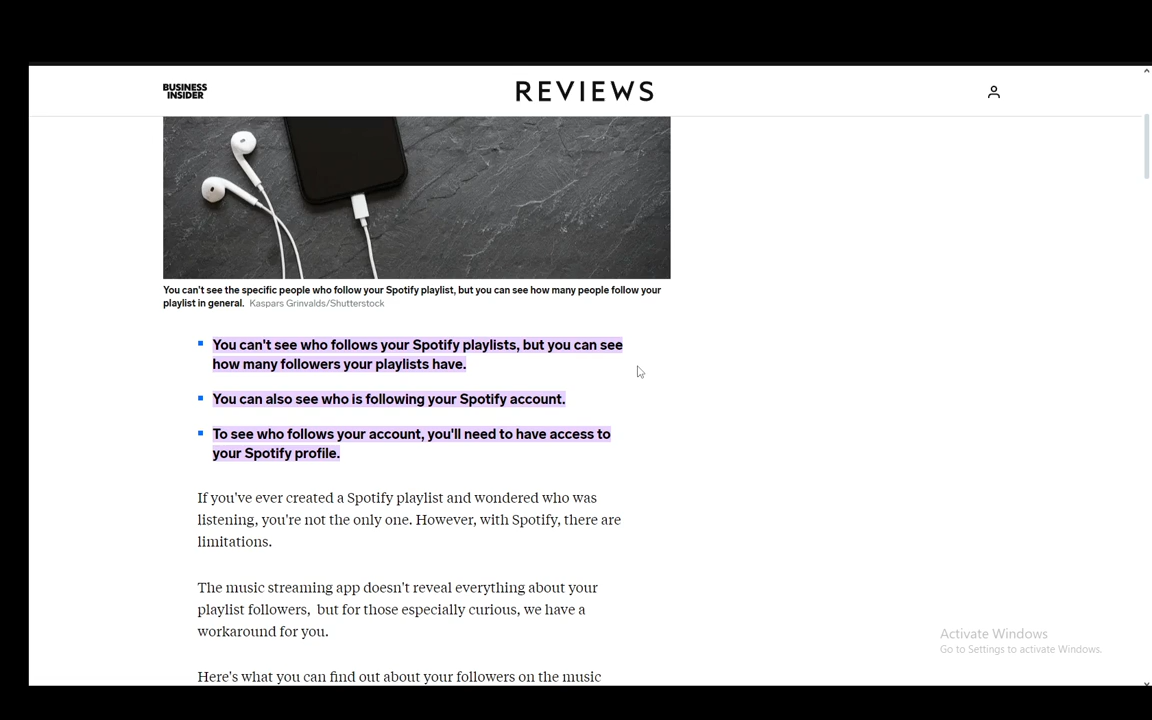 BUSINESS
INSIDER
REVIEWS
You can't see the specific people who follow your Spotify playlist, but you can see how many people follow your
playlist in general. Kaspars Grinvalds/Shutterstock
You can't see who follows your Spotify playlists, but you can see
how many followers your playlists have.
You can also see who is following your Spotify account.
To see who follows your account, you'll need to have access to
your Spotify profile.
If you've ever created a Spotify playlist and wondered who was
listening, you're not the only one. However, with Spotify, there are
limitations.
The music streaming app doesn't reveal everything about your
playlist followers, but for those especially curious, we have a
workaround for you.
Here's what you can find out about your followers on the music
Activate Windows
Go to Settings to activate Windows.